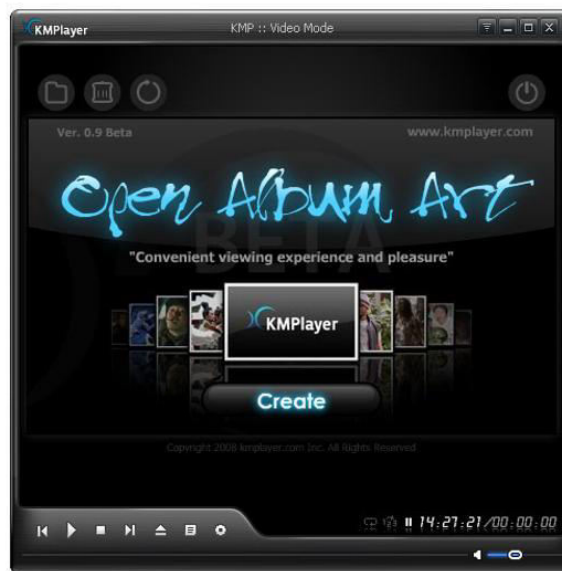 KMPlayer KMP :: Video Mode
Ver. 0.9 Beta www.kmplayer.com
Open Album Art
BETA
"Convenient viewing experience and pleasure"
KMPlayer
Create
Copyright 2008 kmplayer.com Inc. All Rights Reserved
14:27:21/00:00:00